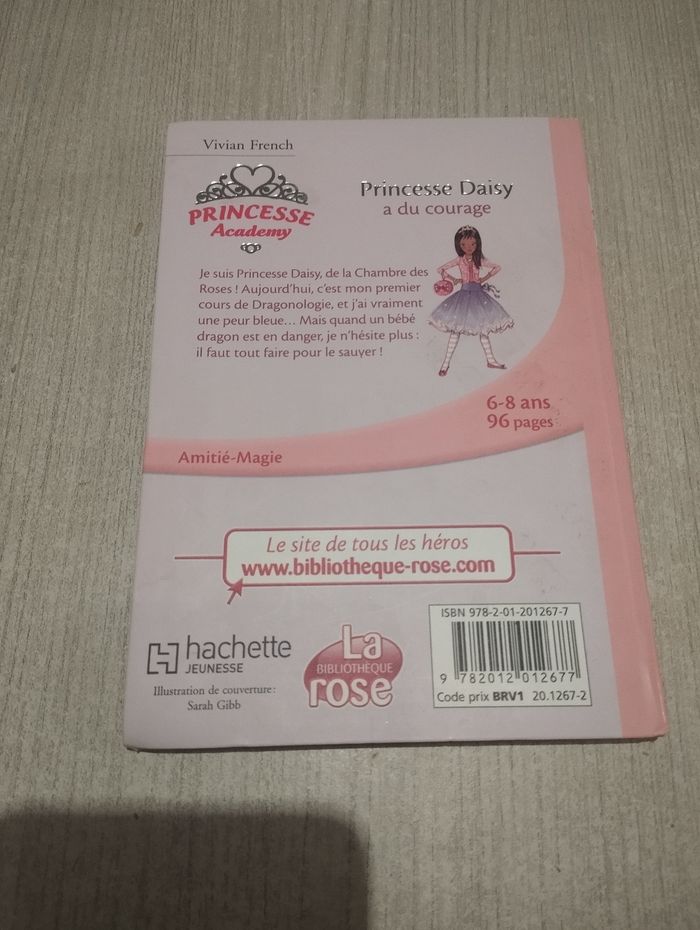 Vivian French
PRINCESSE
Academy
Princesse Daisy
a du courage
Je suis Princesse Daisy, de la Chambre des
Roses ! Aujourd'hui, c'est mon premier
cours de Dragonologie, et j'ai vraiment
une peur bleue... Mais quand un bébé
dragon est en danger, je n'hésite plus :
il faut tout faire pour le sauver !
6-8 ans
96 pages
Amitié-Magie
Le site de tous les héros
www.bibliotheque-rose.com
hachette
JEUNESSE
Illustration de couverture :
Sarah Gibb
La
BIBLIOTHÈQUE
rose
ISBN 978-2-01-201267-7
9 782012 012677
Code prix BRV1 20.1267-2